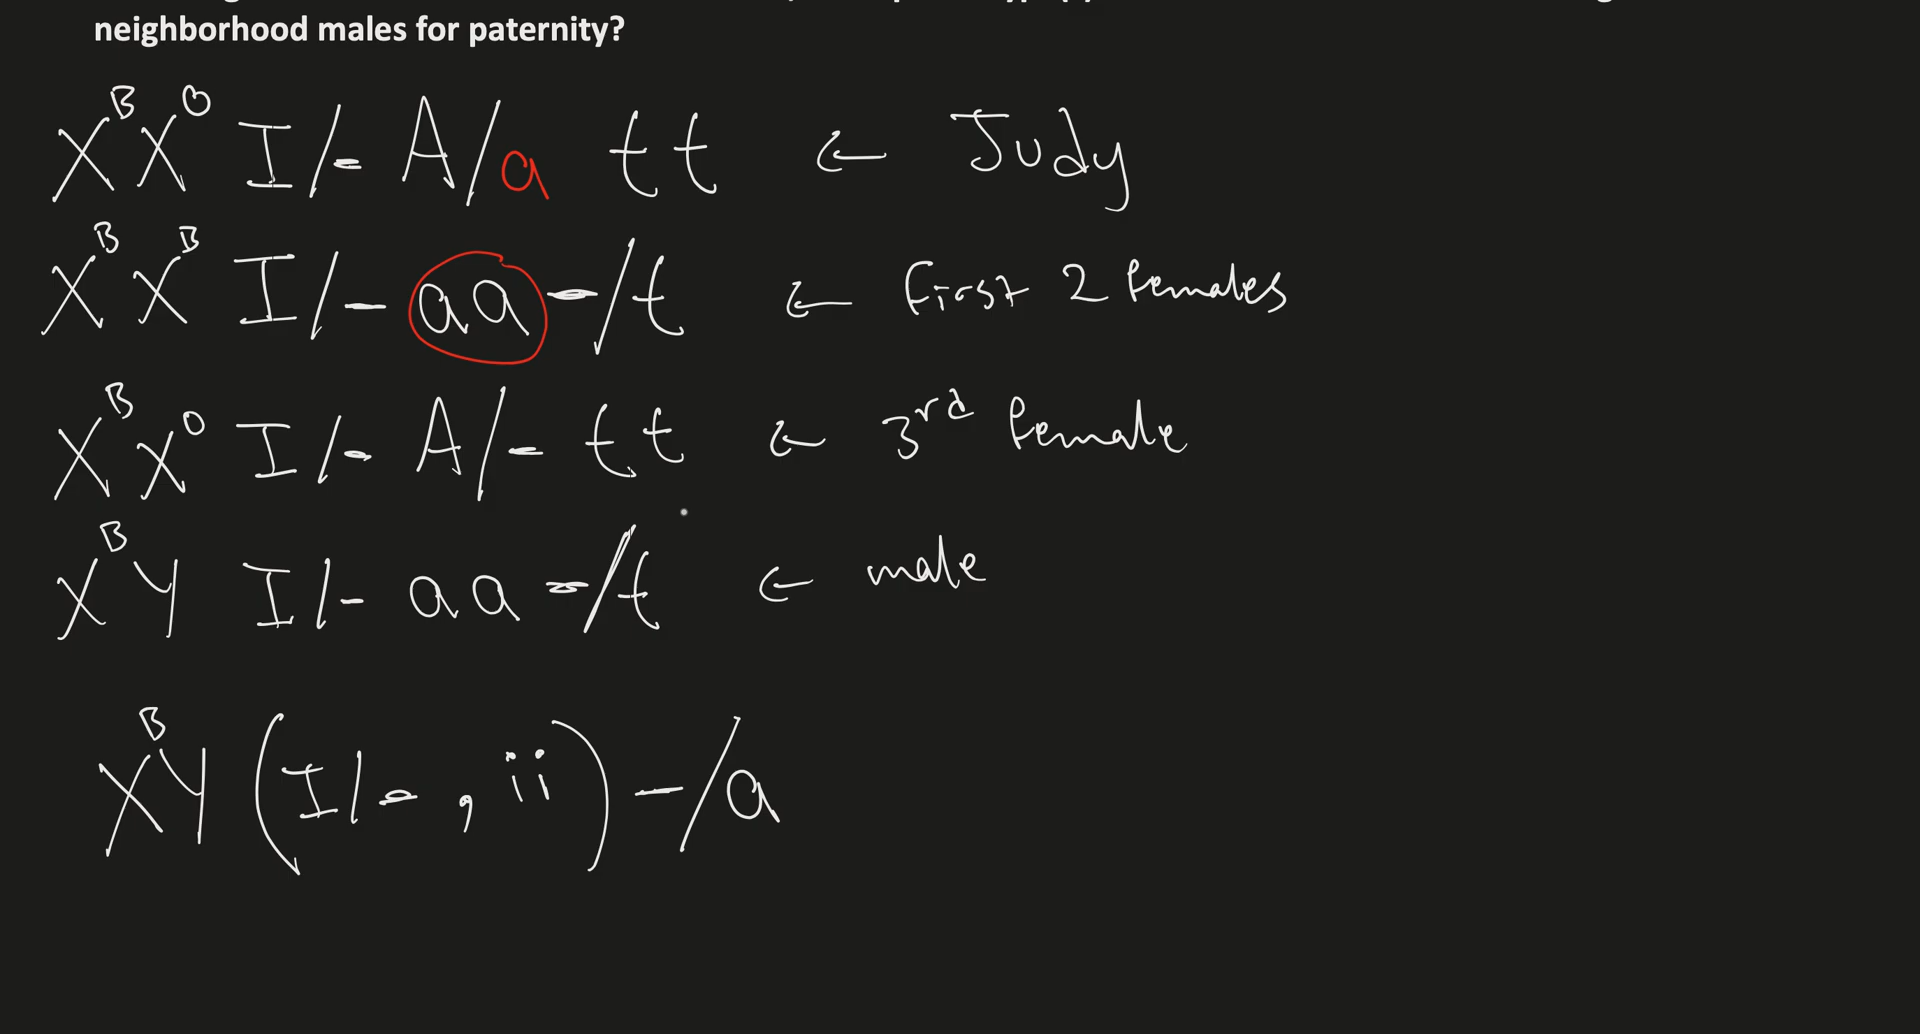 neighborhood males for paternity?
X^B X^O I/- A/a tt ← Judy
X^B X^B I/- aa -/t ← First 2 females
X^B X^O I/- A/- tt ← 3rd female
X^B Y I/- aa -/t ← male
X^B Y (I/-, ii) -/a